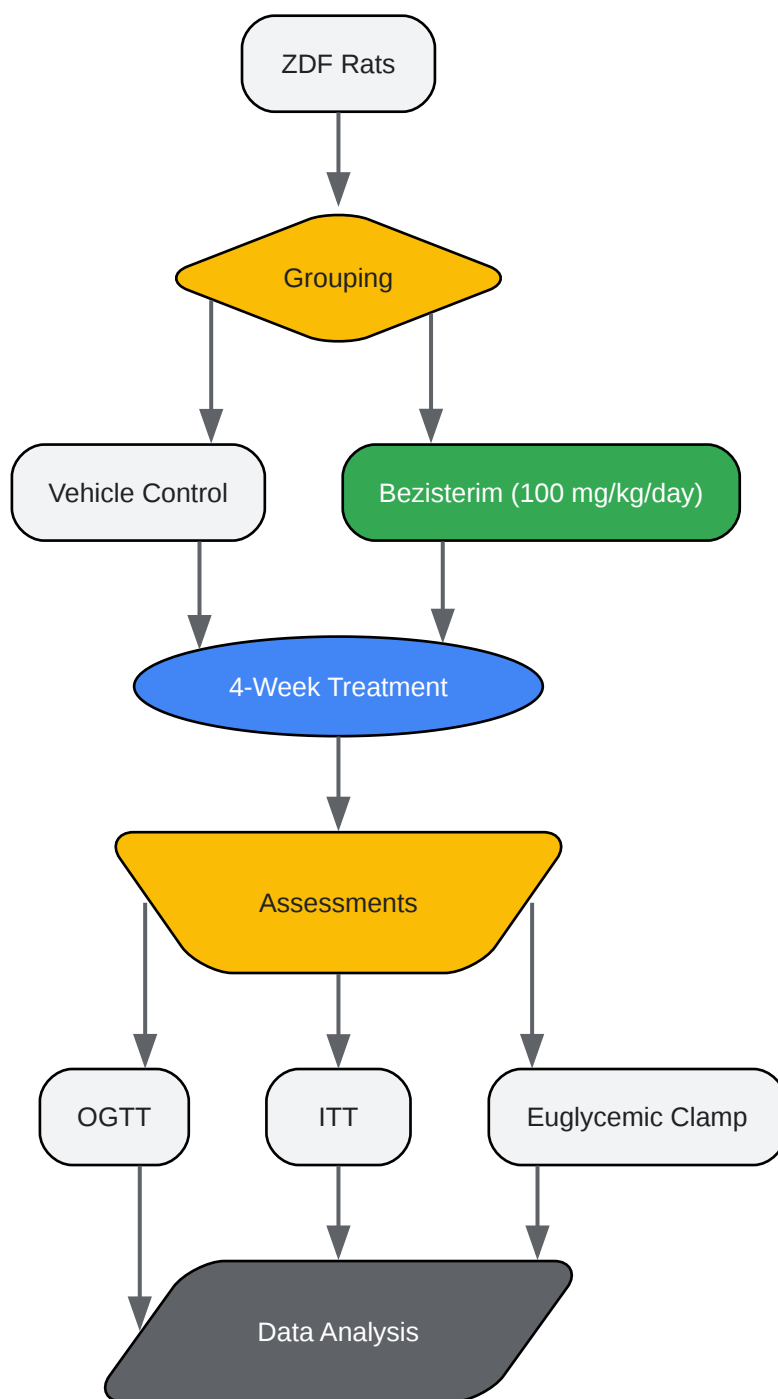 ZDF Rats
Grouping
Vehicle Control
Bezisterim (100 mg/kg/day)
4-Week Treatment
Assessments
OGTT
ITT
Euglycemic Clamp
Data Analysis